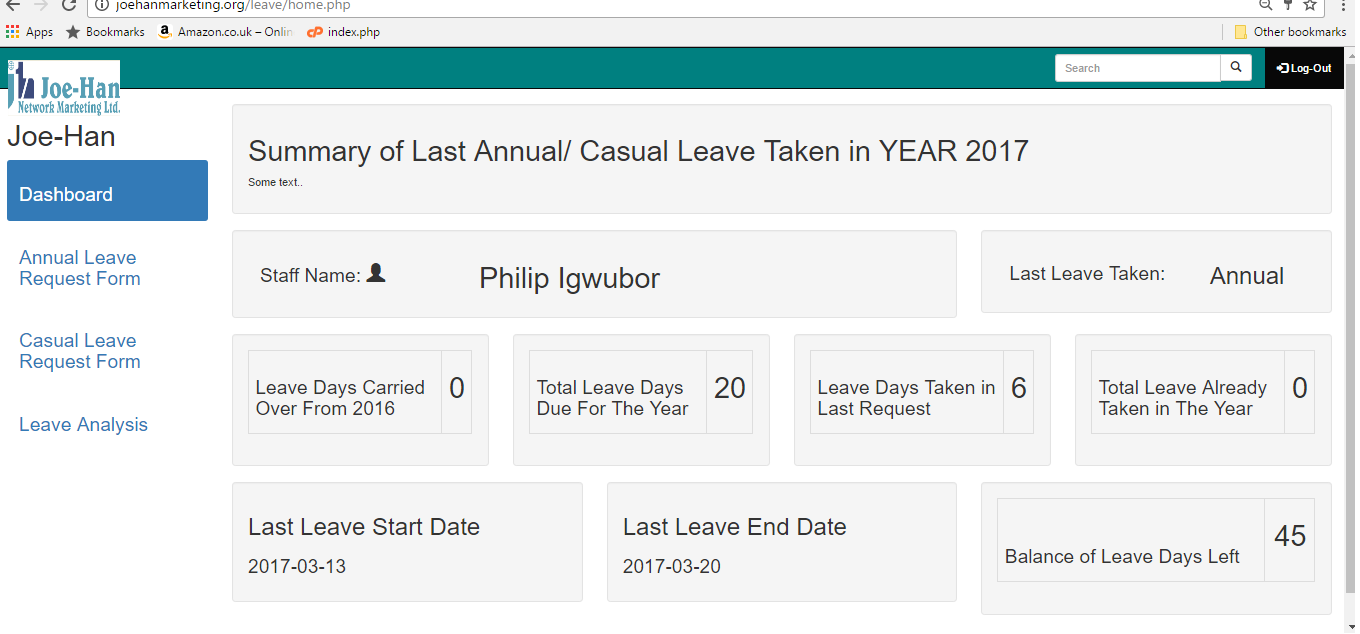 joehanmarketing.org/leave/home.php
Apps Bookmarks Amazon.co.uk – Onlin index.php Other bookmarks
Search Log-Out
Joe-Han
Network Marketing Ltd.
Joe-Han
Dashboard
Annual Leave
Request Form
Casual Leave
Request Form
Leave Analysis
Summary of Last Annual/ Casual Leave Taken in YEAR 2017
Some text..
Staff Name: Philip Igwubor
Last Leave Taken: Annual
Leave Days Carried
Over From 2016
0
Total Leave Days
Due For The Year
20
Leave Days Taken in
Last Request
6
Total Leave Already
Taken in The Year
0
Last Leave Start Date
2017-03-13
Last Leave End Date
2017-03-20
Balance of Leave Days Left
45